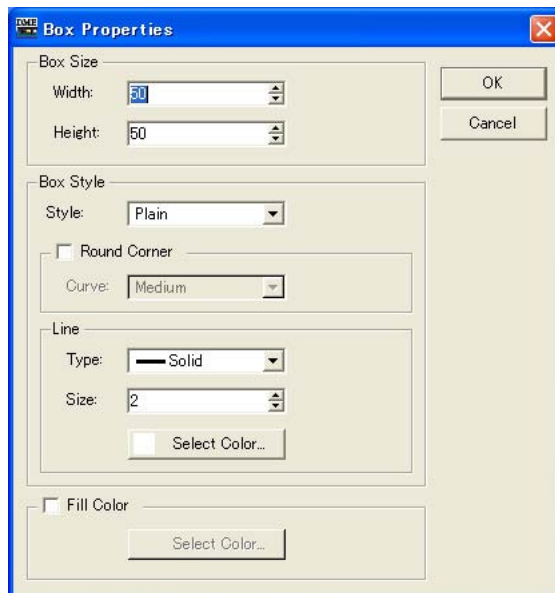 DME Box Properties
Box Size
Width: 50
OK
Height: 50
Cancel
Box Style
Style: Plain
Round Corner
Curve: Medium
Line
Type: Solid
Size: 2
Select Color...
Fill Color
Select Color...